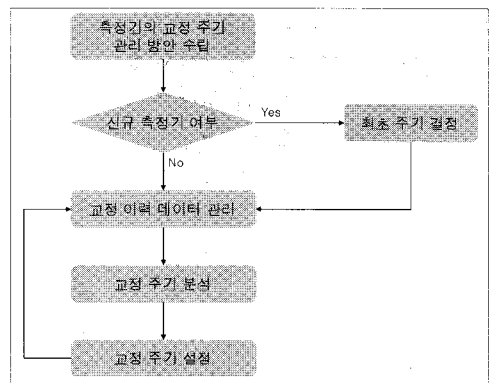 측정기의 교정 주기
관리 방안 수립
신규 측정기 여부
Yes
최초 주기 결정
No
교정 이력 데이터 관리
교정 주기 분석
교정 주기 설정